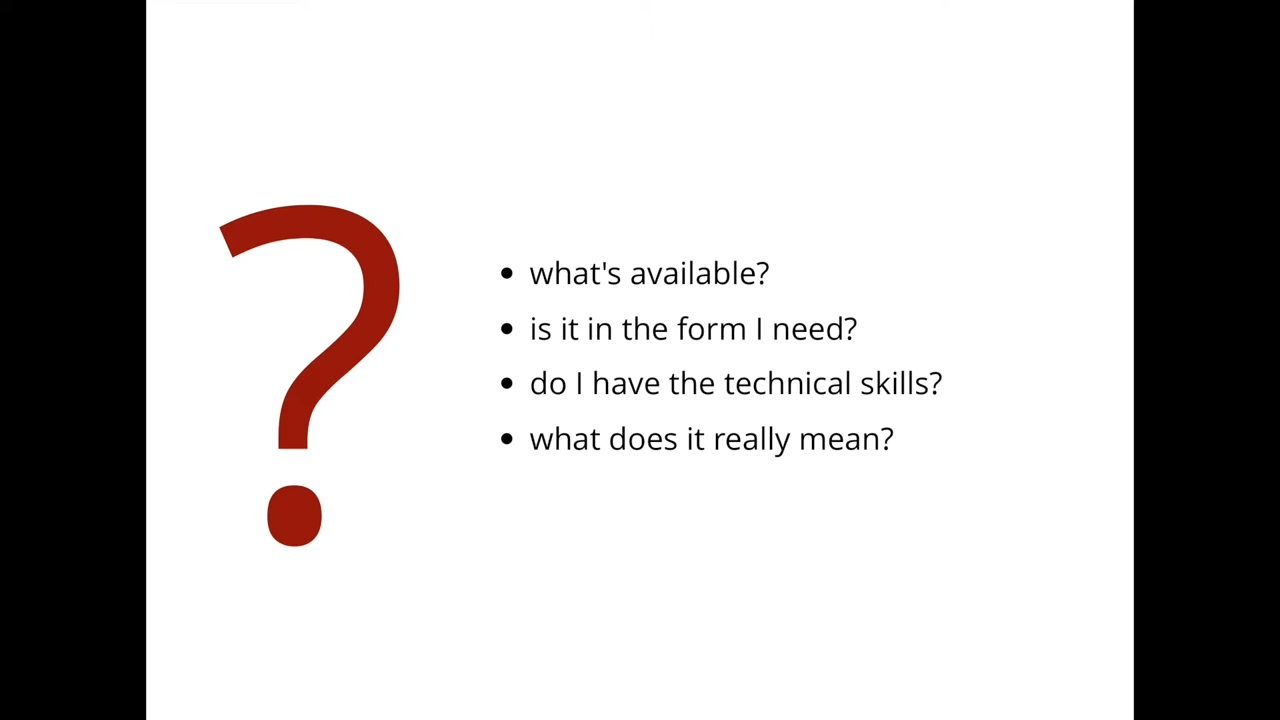 ?
• what's available?
• is it in the form I need?
• do I have the technical skills?
• what does it really mean?